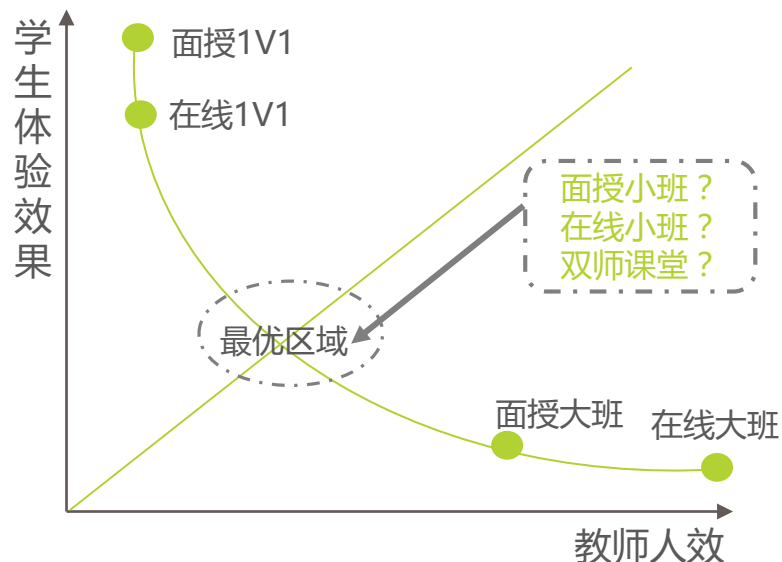 学生体验效果
面授1V1
在线1V1
面授小班？
在线小班？
双师课堂？
最优区域
面授大班
在线大班
教师人效